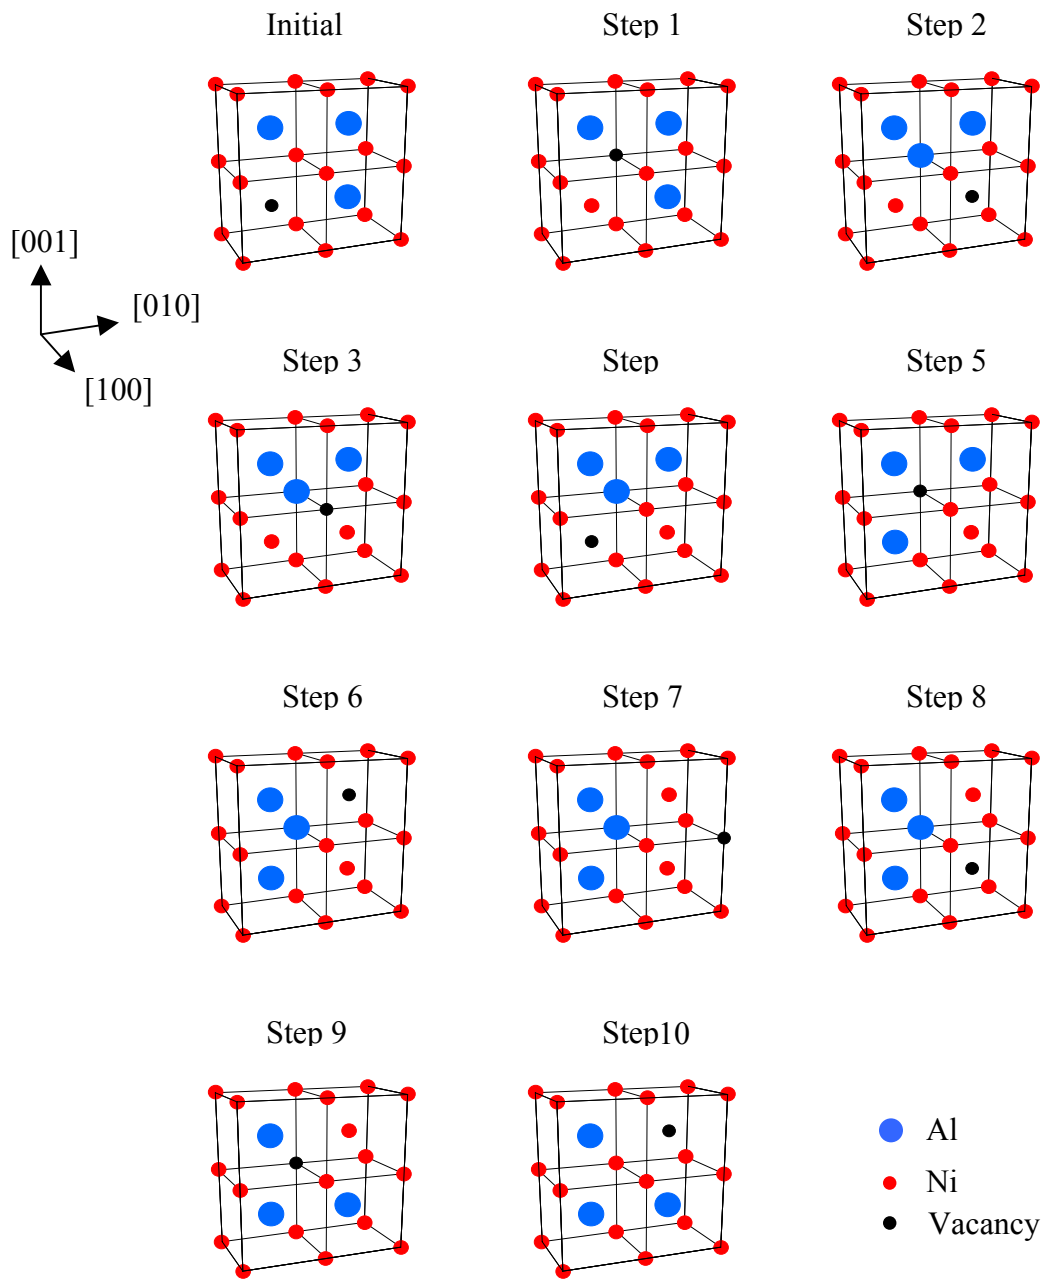 Initial
Step 1
Step 2
[001]
[010]
[100]
Step 3
Step
Step 5
Step 6
Step 7
Step 8
Step 9
Step10
Al
Ni
Vacancy